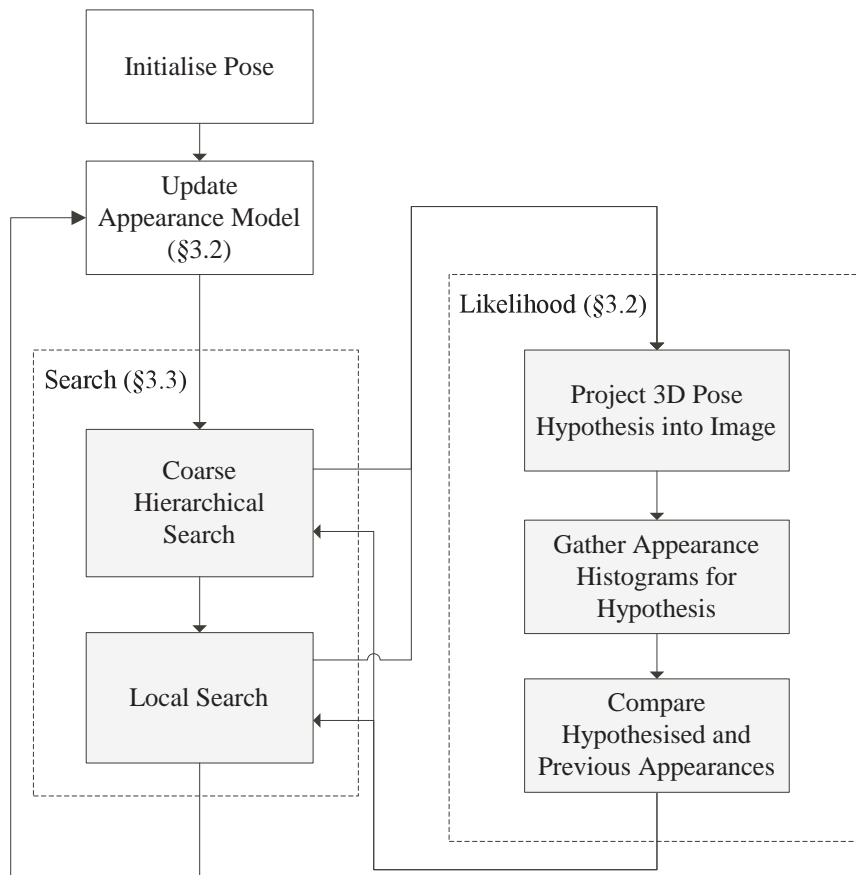 Initialise Pose
Update
Appearance Model
(§3.2)
Search (§3.3)
Coarse
Hierarchical
Search
Local Search
Likelihood (§3.2)
Project 3D Pose
Hypothesis into Image
Gather Appearance
Histograms for
Hypothesis
Compare
Hypothesised and
Previous Appearances